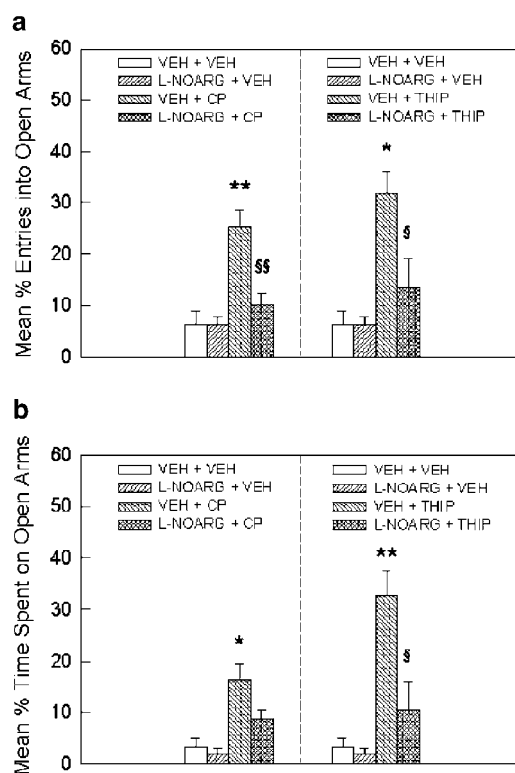 a
Mean % Entries into Open Arms
60
50
40
30
20
10
0
VEH + VEH
L-NOARG + VEH
VEH + CP
L-NOARG + CP
VEH + VEH
L-NOARG + VEH
VEH + THIP
L-NOARG + THIP
**
§§
*
§
b
Mean % Time Spent on Open Arms
60
50
40
30
20
10
0
VEH + VEH
L-NOARG + VEH
VEH + CP
L-NOARG + CP
VEH + VEH
L-NOARG + VEH
VEH + THIP
L-NOARG + THIP
*
**
§